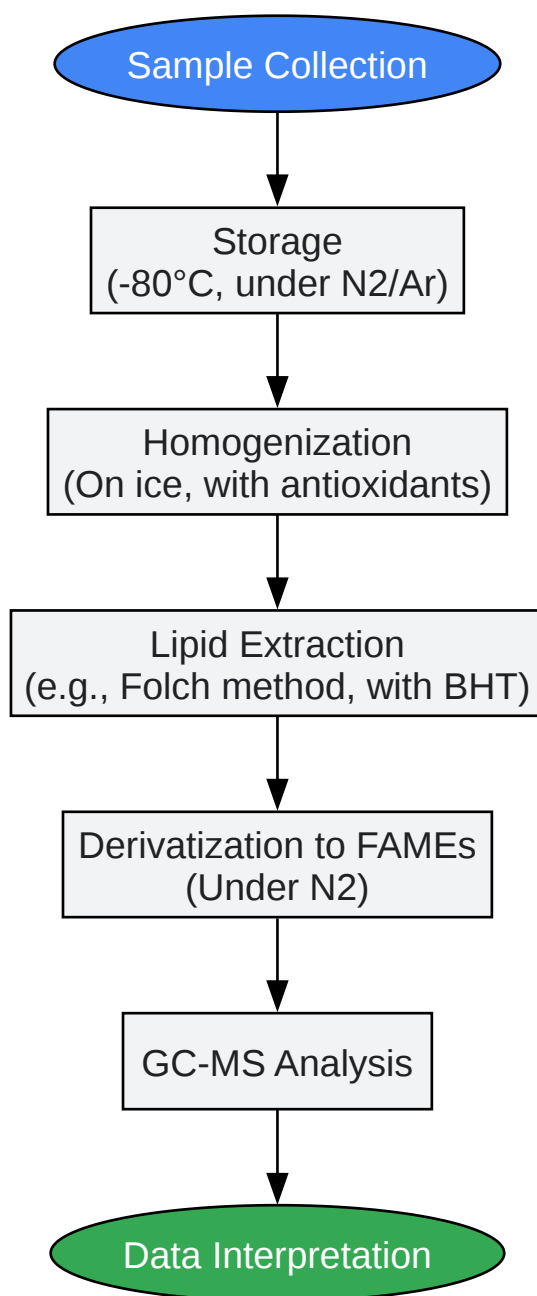 Sample Collection
Storage
(-80°C, under N2/Ar)
Homogenization
(On ice, with antioxidants)
Lipid Extraction
(e.g., Folch method, with BHT)
Derivatization to FAMEs
(Under N2)
GC-MS Analysis
Data Interpretation